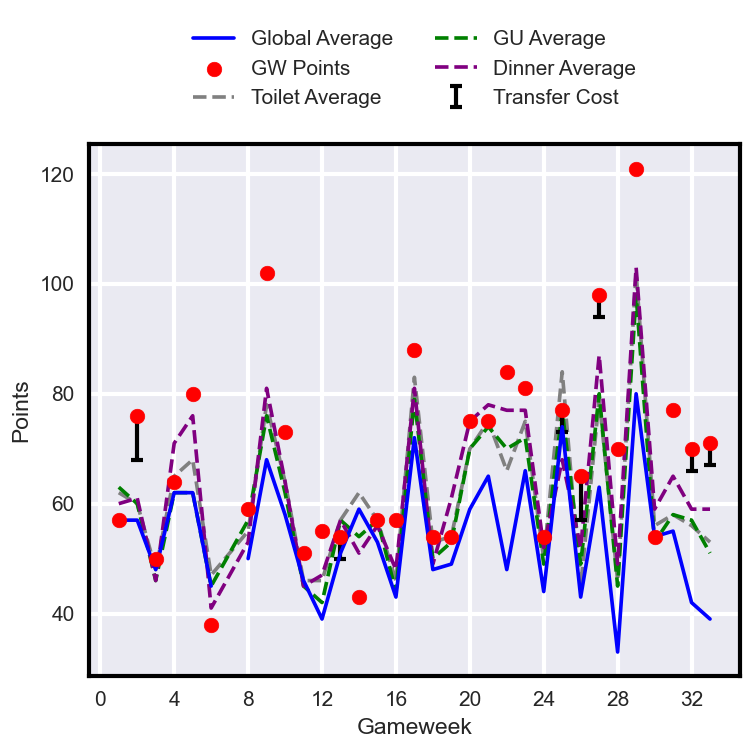 Global Average
GW Points
Toilet Average
GU Average
Dinner Average
Transfer Cost
120
100
80
60
40
Points
0 4 8 12 16 20 24 28 32
Gameweek